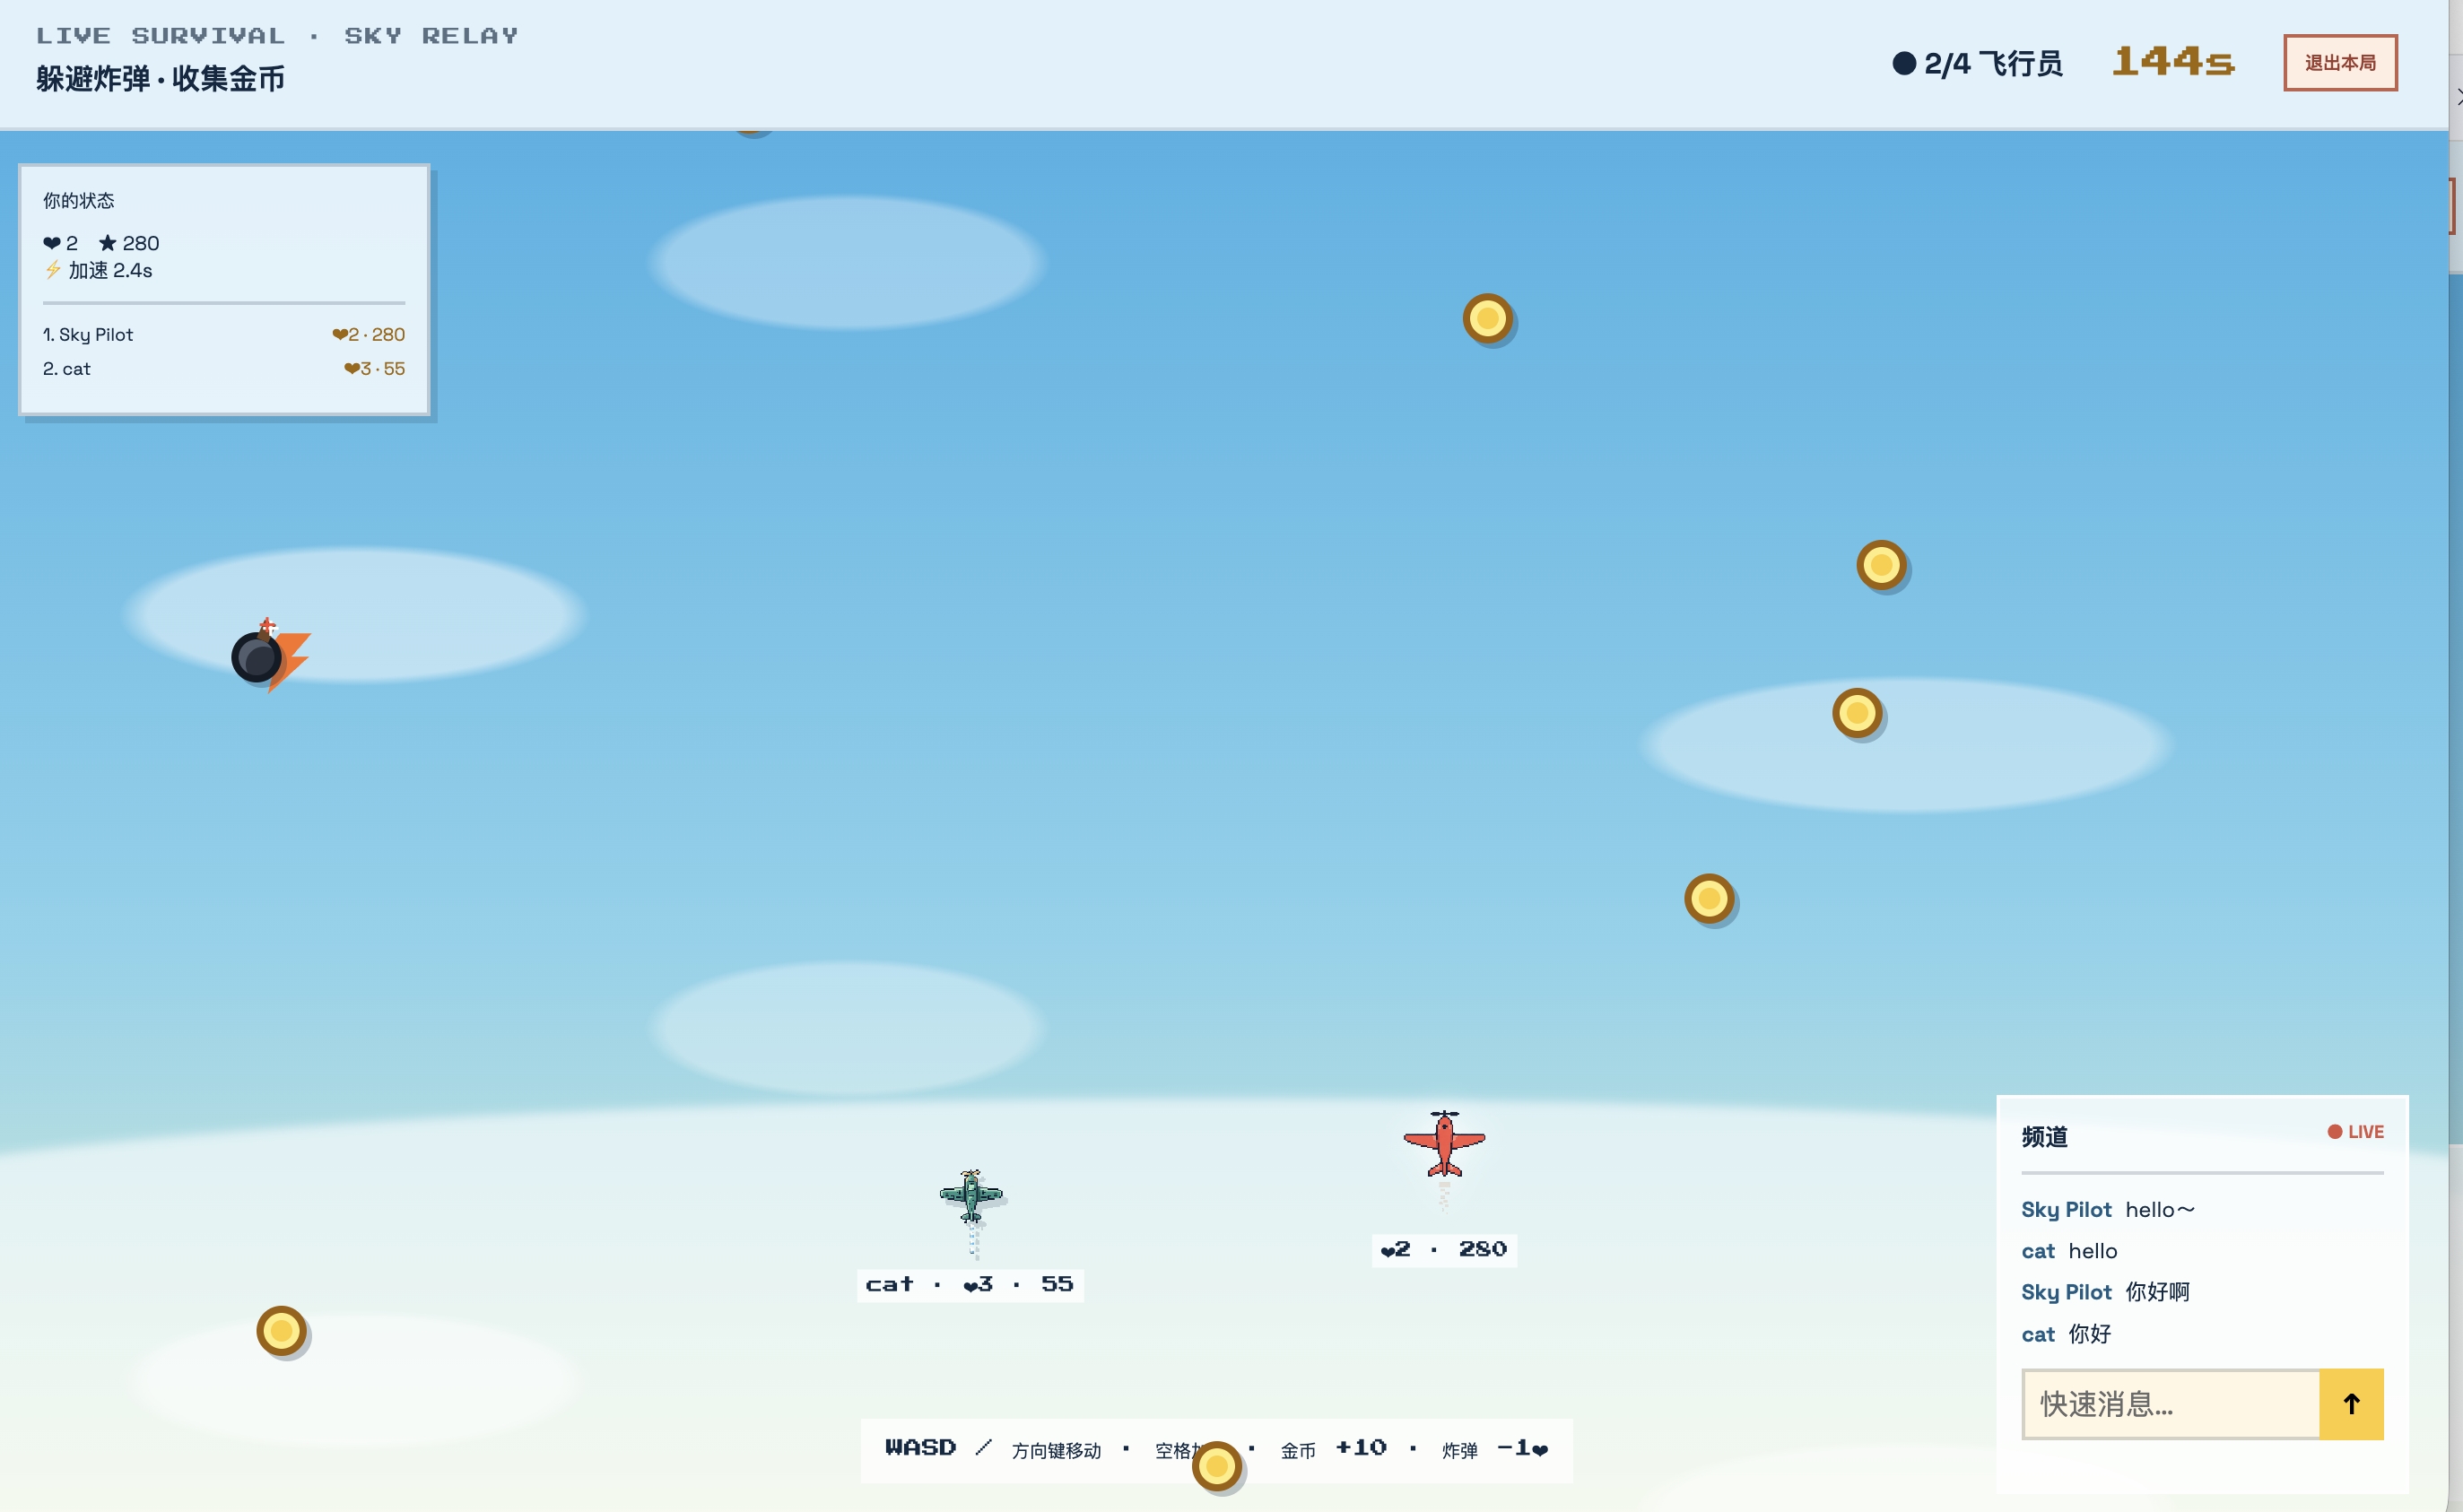 LIVE SURVIVAL · SKY RELAY
躲避炸弹·收集金币
● 2/4 飞行员
144s
退出本局
你的状态
❤ 2 ★ 280
⚡ 加速 2.4s
1. Sky Pilot ❤2 · 280
2. cat ❤3 · 55
❤2 · 280
cat · ❤3 · 55
频道
● LIVE
Sky Pilot hello～
cat hello
Sky Pilot 你好啊
cat 你好
快速消息...
↑
WASD / 方向键移动 · 空格 · 金币 +10 · 炸弹 -1❤